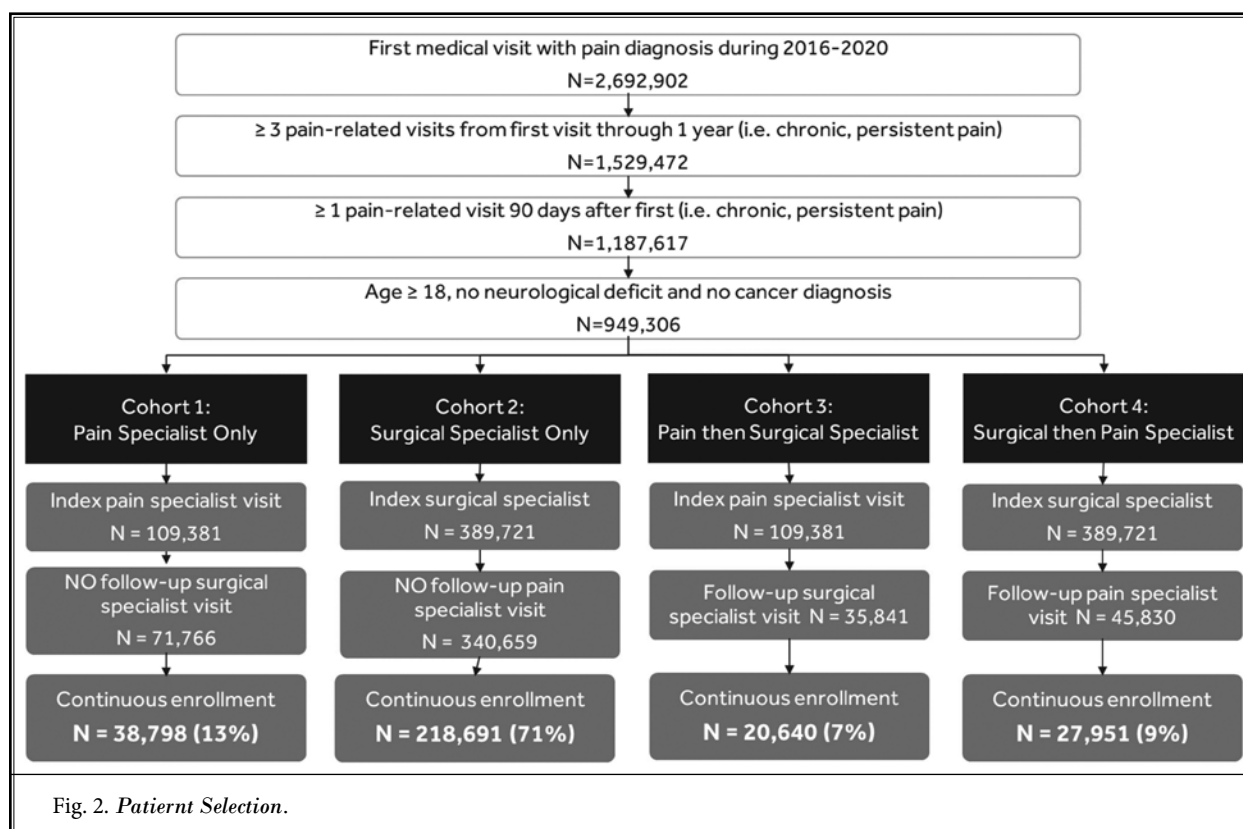 First medical visit with pain diagnosis during 2016-2020
N=2,692,902
≥ 3 pain-related visits from first visit through 1 year (i.e. chronic, persistent pain)
N=1,529,472
≥ 1 pain-related visit 90 days after first (i.e. chronic, persistent pain)
N=1,187,617
Age ≥ 18, no neurological deficit and no cancer diagnosis
N=949,306
Cohort 1:
Pain Specialist Only
Index pain specialist visit
N = 109,381
NO follow-up surgical
specialist visit
N = 71,766
Continuous enrollment
N = 38,798 (13%)
Cohort 2:
Surgical Specialist Only
Index surgical specialist
N = 389,721
NO follow-up pain
specialist visit
N = 340,659
Continuous enrollment
N = 218,691 (71%)
Cohort 3:
Pain then Surgical Specialist
Index pain specialist visit
N = 109,381
Follow-up surgical
specialist visit N = 35,841
Continuous enrollment
N = 20,640 (7%)
Cohort 4:
Surgical then Pain Specialist
Index surgical specialist
N = 389,721
Follow-up pain specialist
visit N = 45,830
Continuous enrollment
N = 27,951 (9%)
Fig. 2. Patiernt Selection.